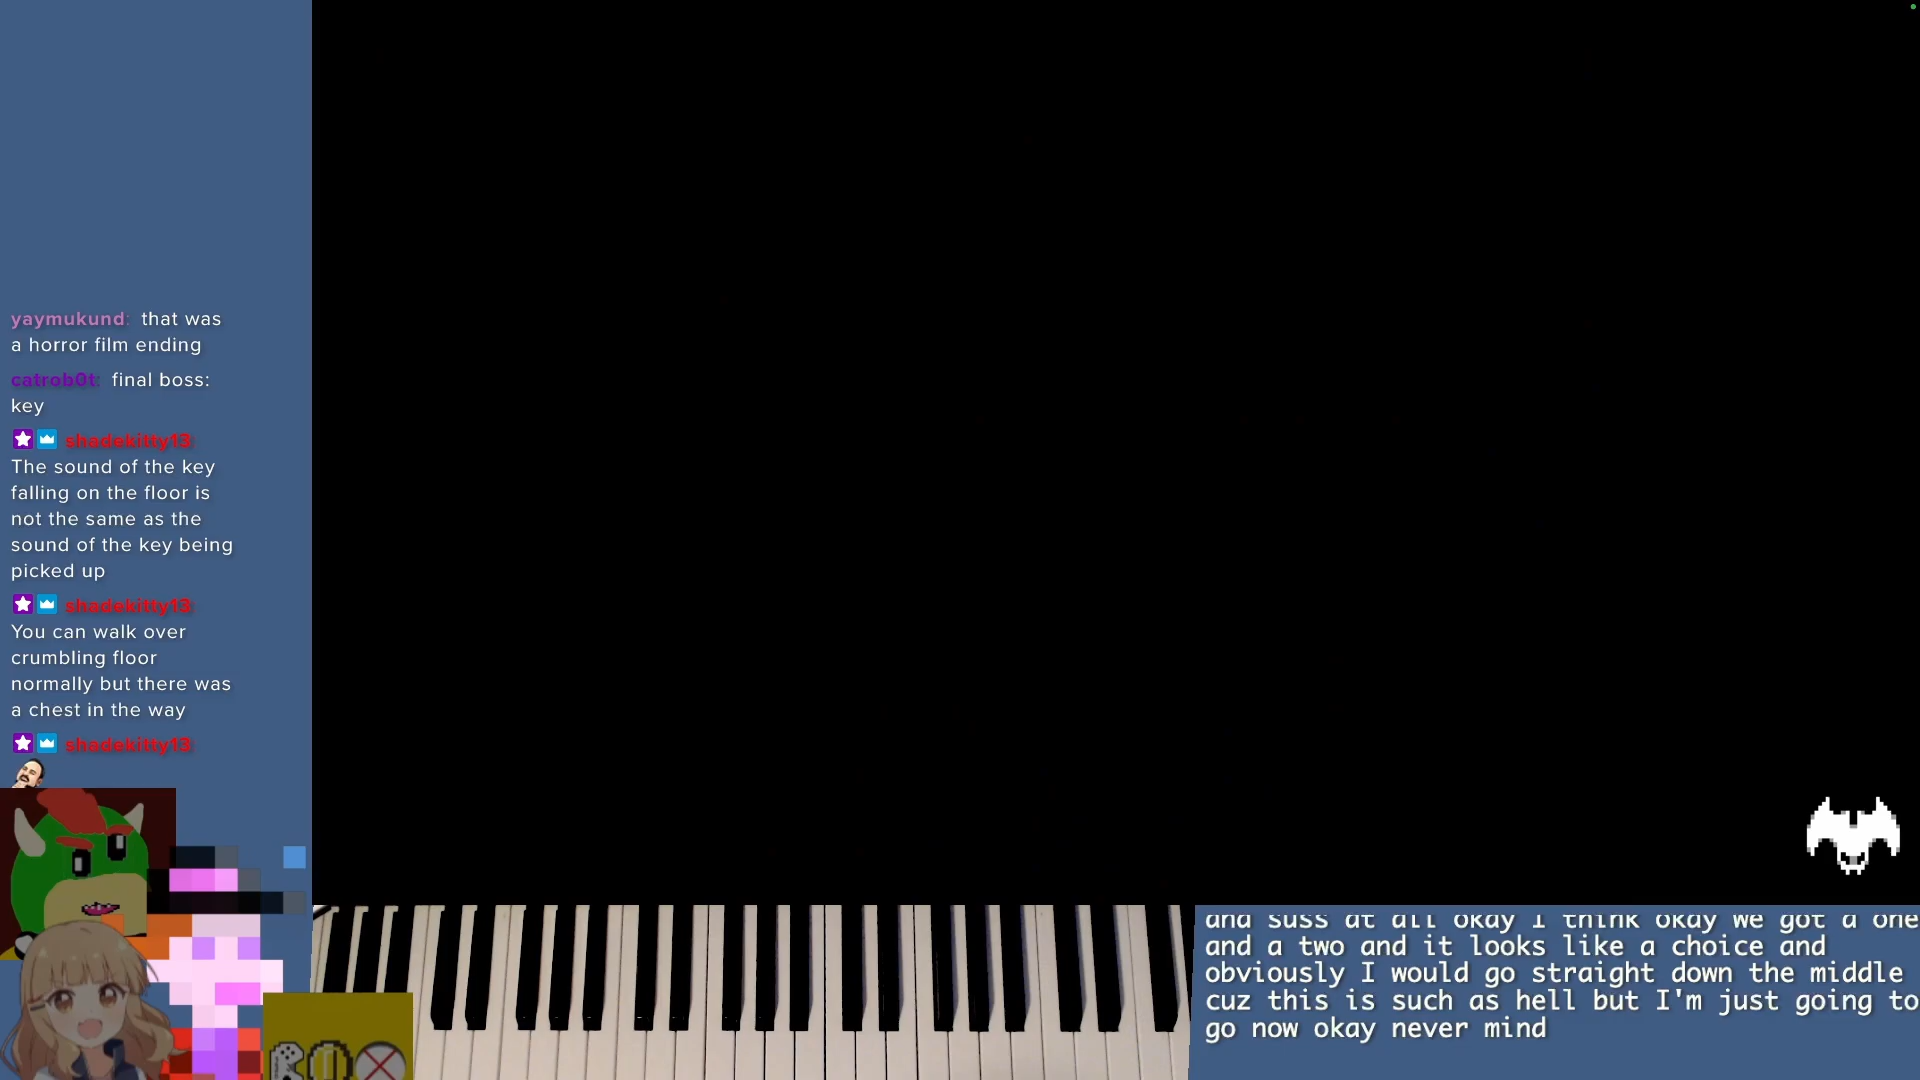 yaymukund: that was
a horror film ending
catrob0t: final boss:
key
shadekitty13
The sound of the key
falling on the floor is
not the same as the
sound of the key being
picked up
shadekitty13
You can walk over
crumbling floor
normally but there was
a chest in the way
shadekitty13
and suss at all okay I think okay we got a one
and a two and it looks like a choice and
obviously I would go straight down the middle
cuz this is such as hell but I'm just going to
go now okay never mind